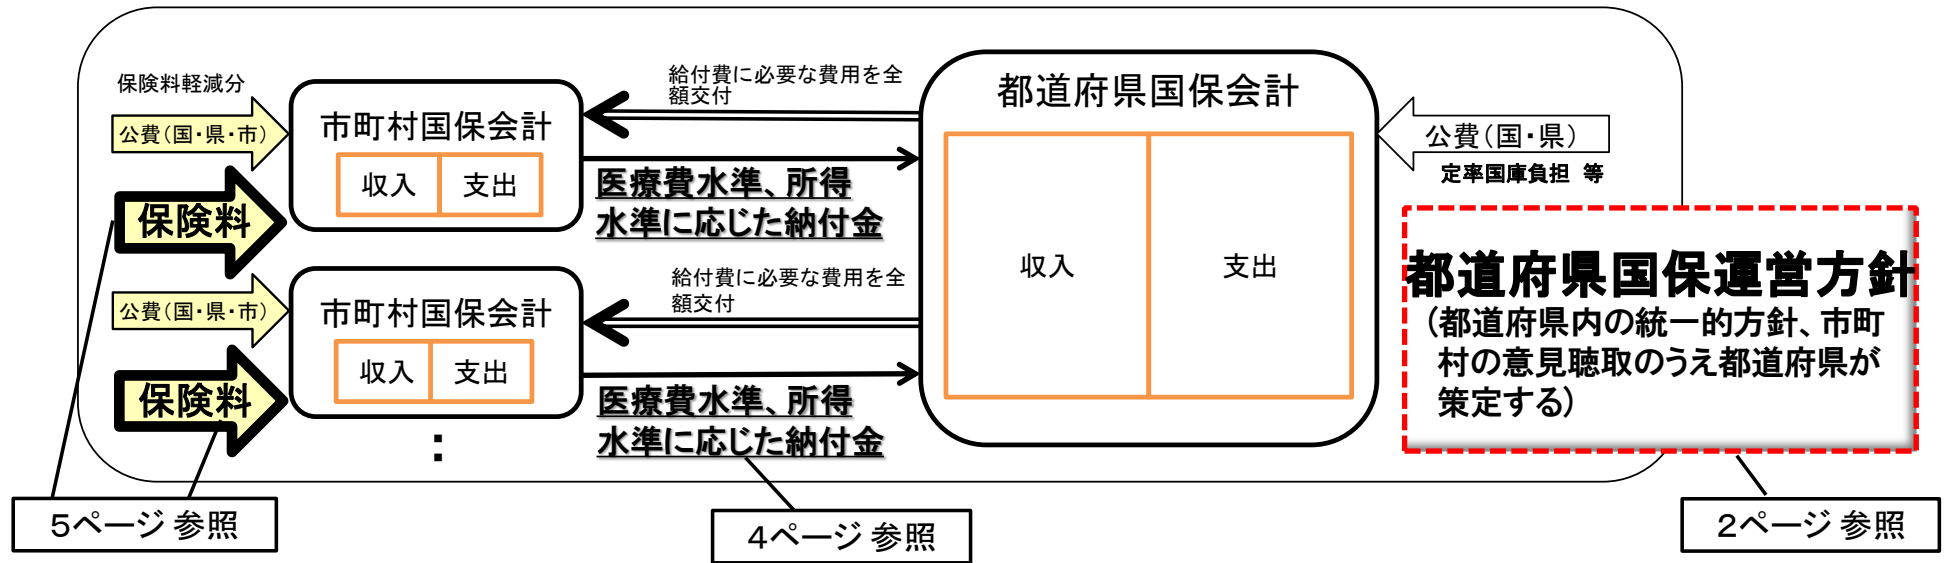 保険料軽減分
公費(国・県・市)
保険料
市町村国保会計
収入
支出
給付費に必要な費用を全
額交付
医療費水準、所得
水準に応じた納付金
公費(国・県・市)
保険料
市町村国保会計
収入
支出
給付費に必要な費用を全
額交付
医療費水準、所得
水準に応じた納付金
：
都道府県国保会計
収入
支出
公費(国・県)
定率国庫負担 等
都道府県国保運営方針
(都道府県内の統一的方針、市町
村の意見聴取のうえ都道府県が
策定する)
5ページ 参照
4ページ 参照
2ページ 参照